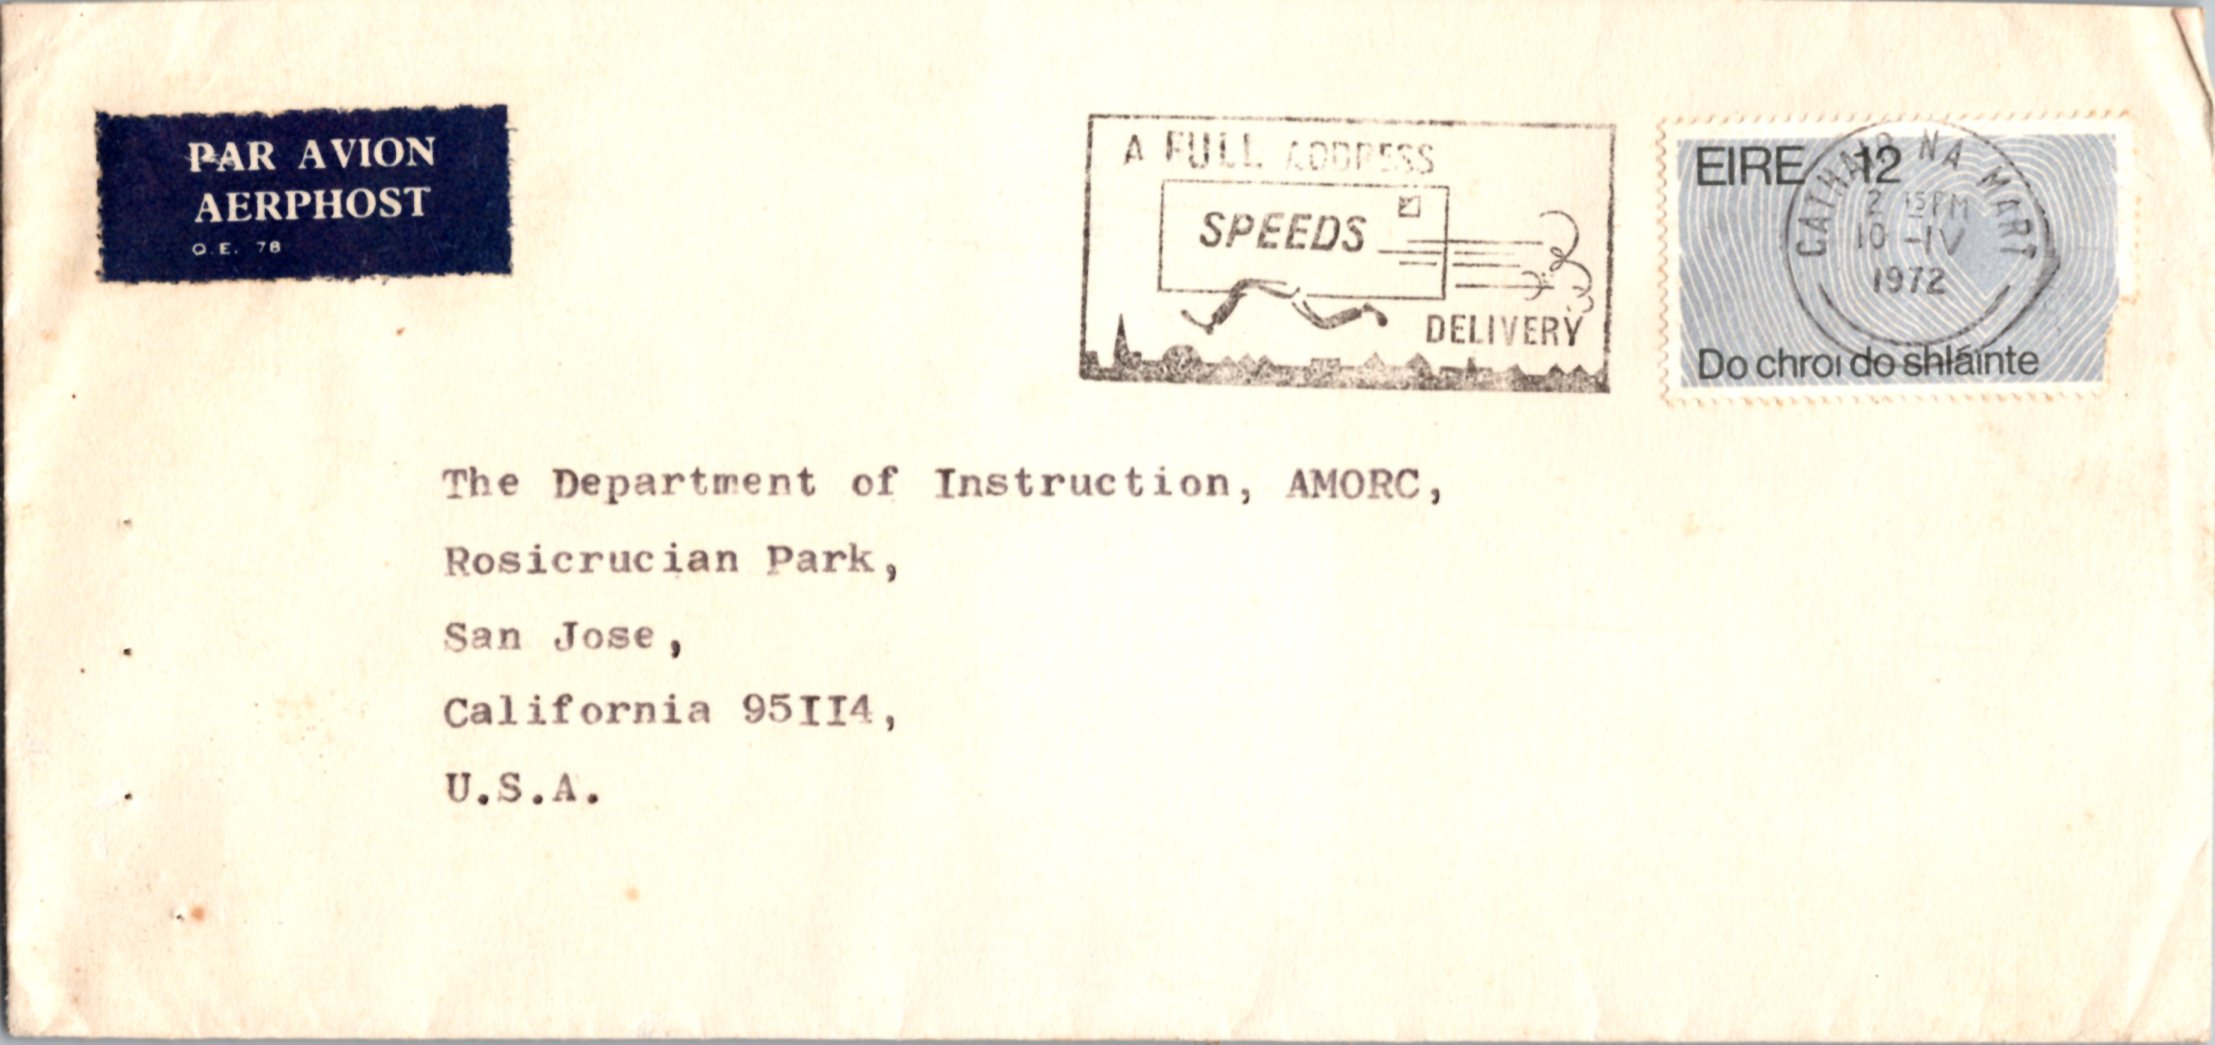 PAR AVION
AERPHOST
O.E. 78
A FULL ADDRESS
SPEEDS
DELIVERY
EIRE 12
CATHAIR NA MART
2 15PM
10 -IV
1972
Do chroí do shláinte
The Department of Instruction, AMORC,
Rosicrucian Park,
San Jose,
California 95II4,
U.S.A.